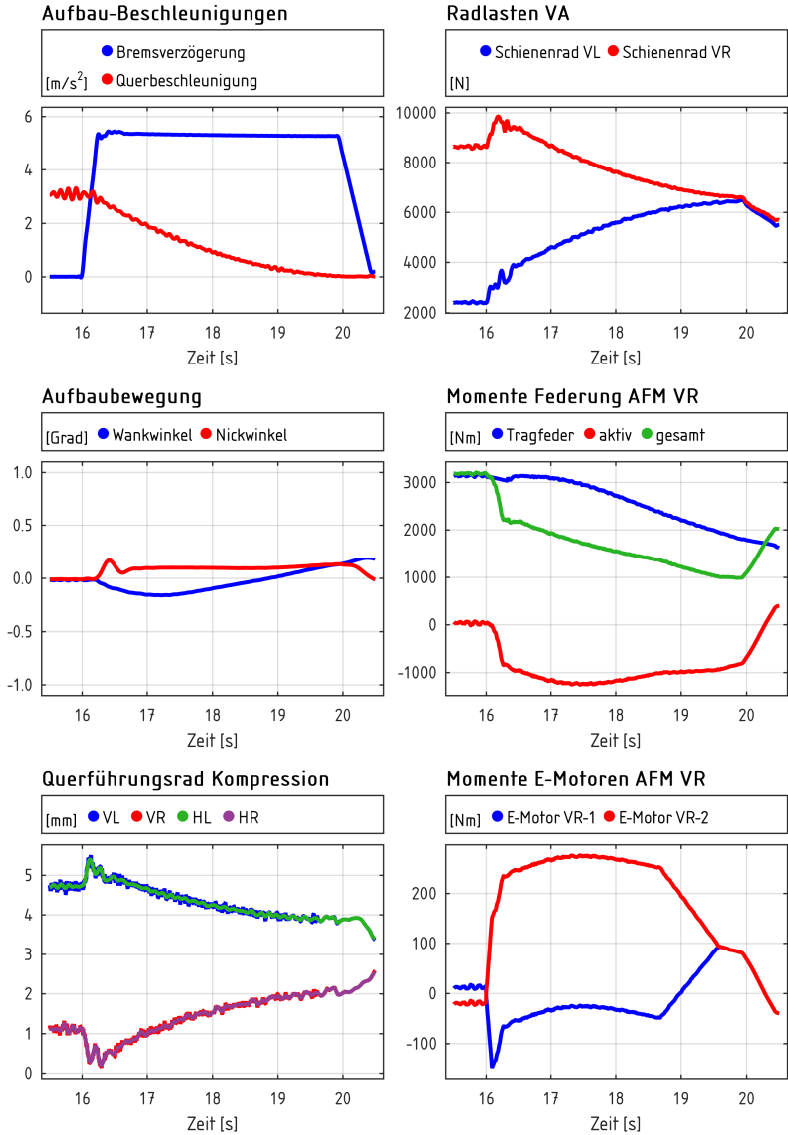 Aufbau-Beschleunigungen
Bremsverzögerung
[m/s²] Querbeschleunigung
6
4
2
0
16 17 18 19 20
Zeit [s]
Radlasten VA
Schienenrad VL Schienenrad VR
[N]
10000
8000
6000
4000
2000
16 17 18 19 20
Zeit [s]
Aufbaubewegung
[Grad] Wankwinkel Nickwinkel
1.0
0.5
0.0
-0.5
-1.0
16 17 18 19 20
Zeit [s]
Momente Federung AFM VR
[Nm] Tragfeder aktiv gesamt
3000
2000
1000
0
-1000
16 17 18 19 20
Zeit [s]
Querführungsrad Kompression
[mm] VL VR HL HR
5
4
3
2
1
0
16 17 18 19 20
Zeit [s]
Momente E-Motoren AFM VR
[Nm] E-Motor VR-1 E-Motor VR-2
200
100
0
-100
16 17 18 19 20
Zeit [s]